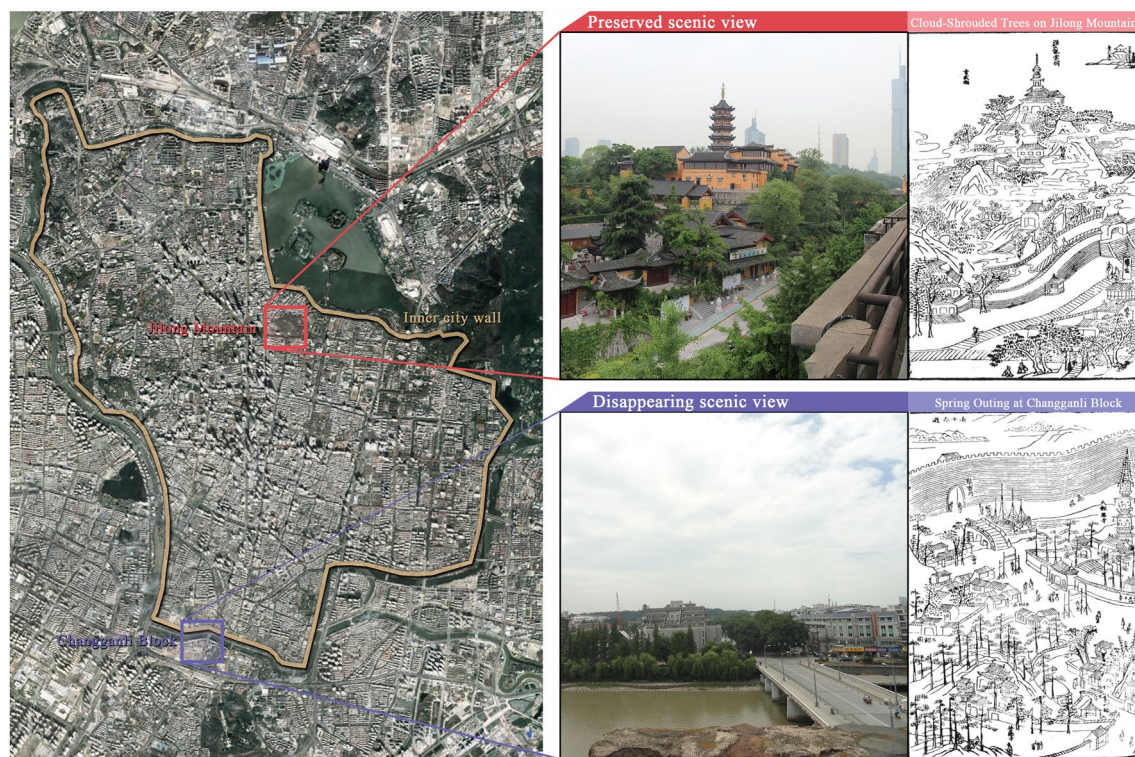 Preserved scenic view
Cloud-Shrouded Trees on Jilong Mountain
Jilong Mountain
Inner city wall
Disappearing scenic view
Spring Outing at Changganli Block
Changganli Block